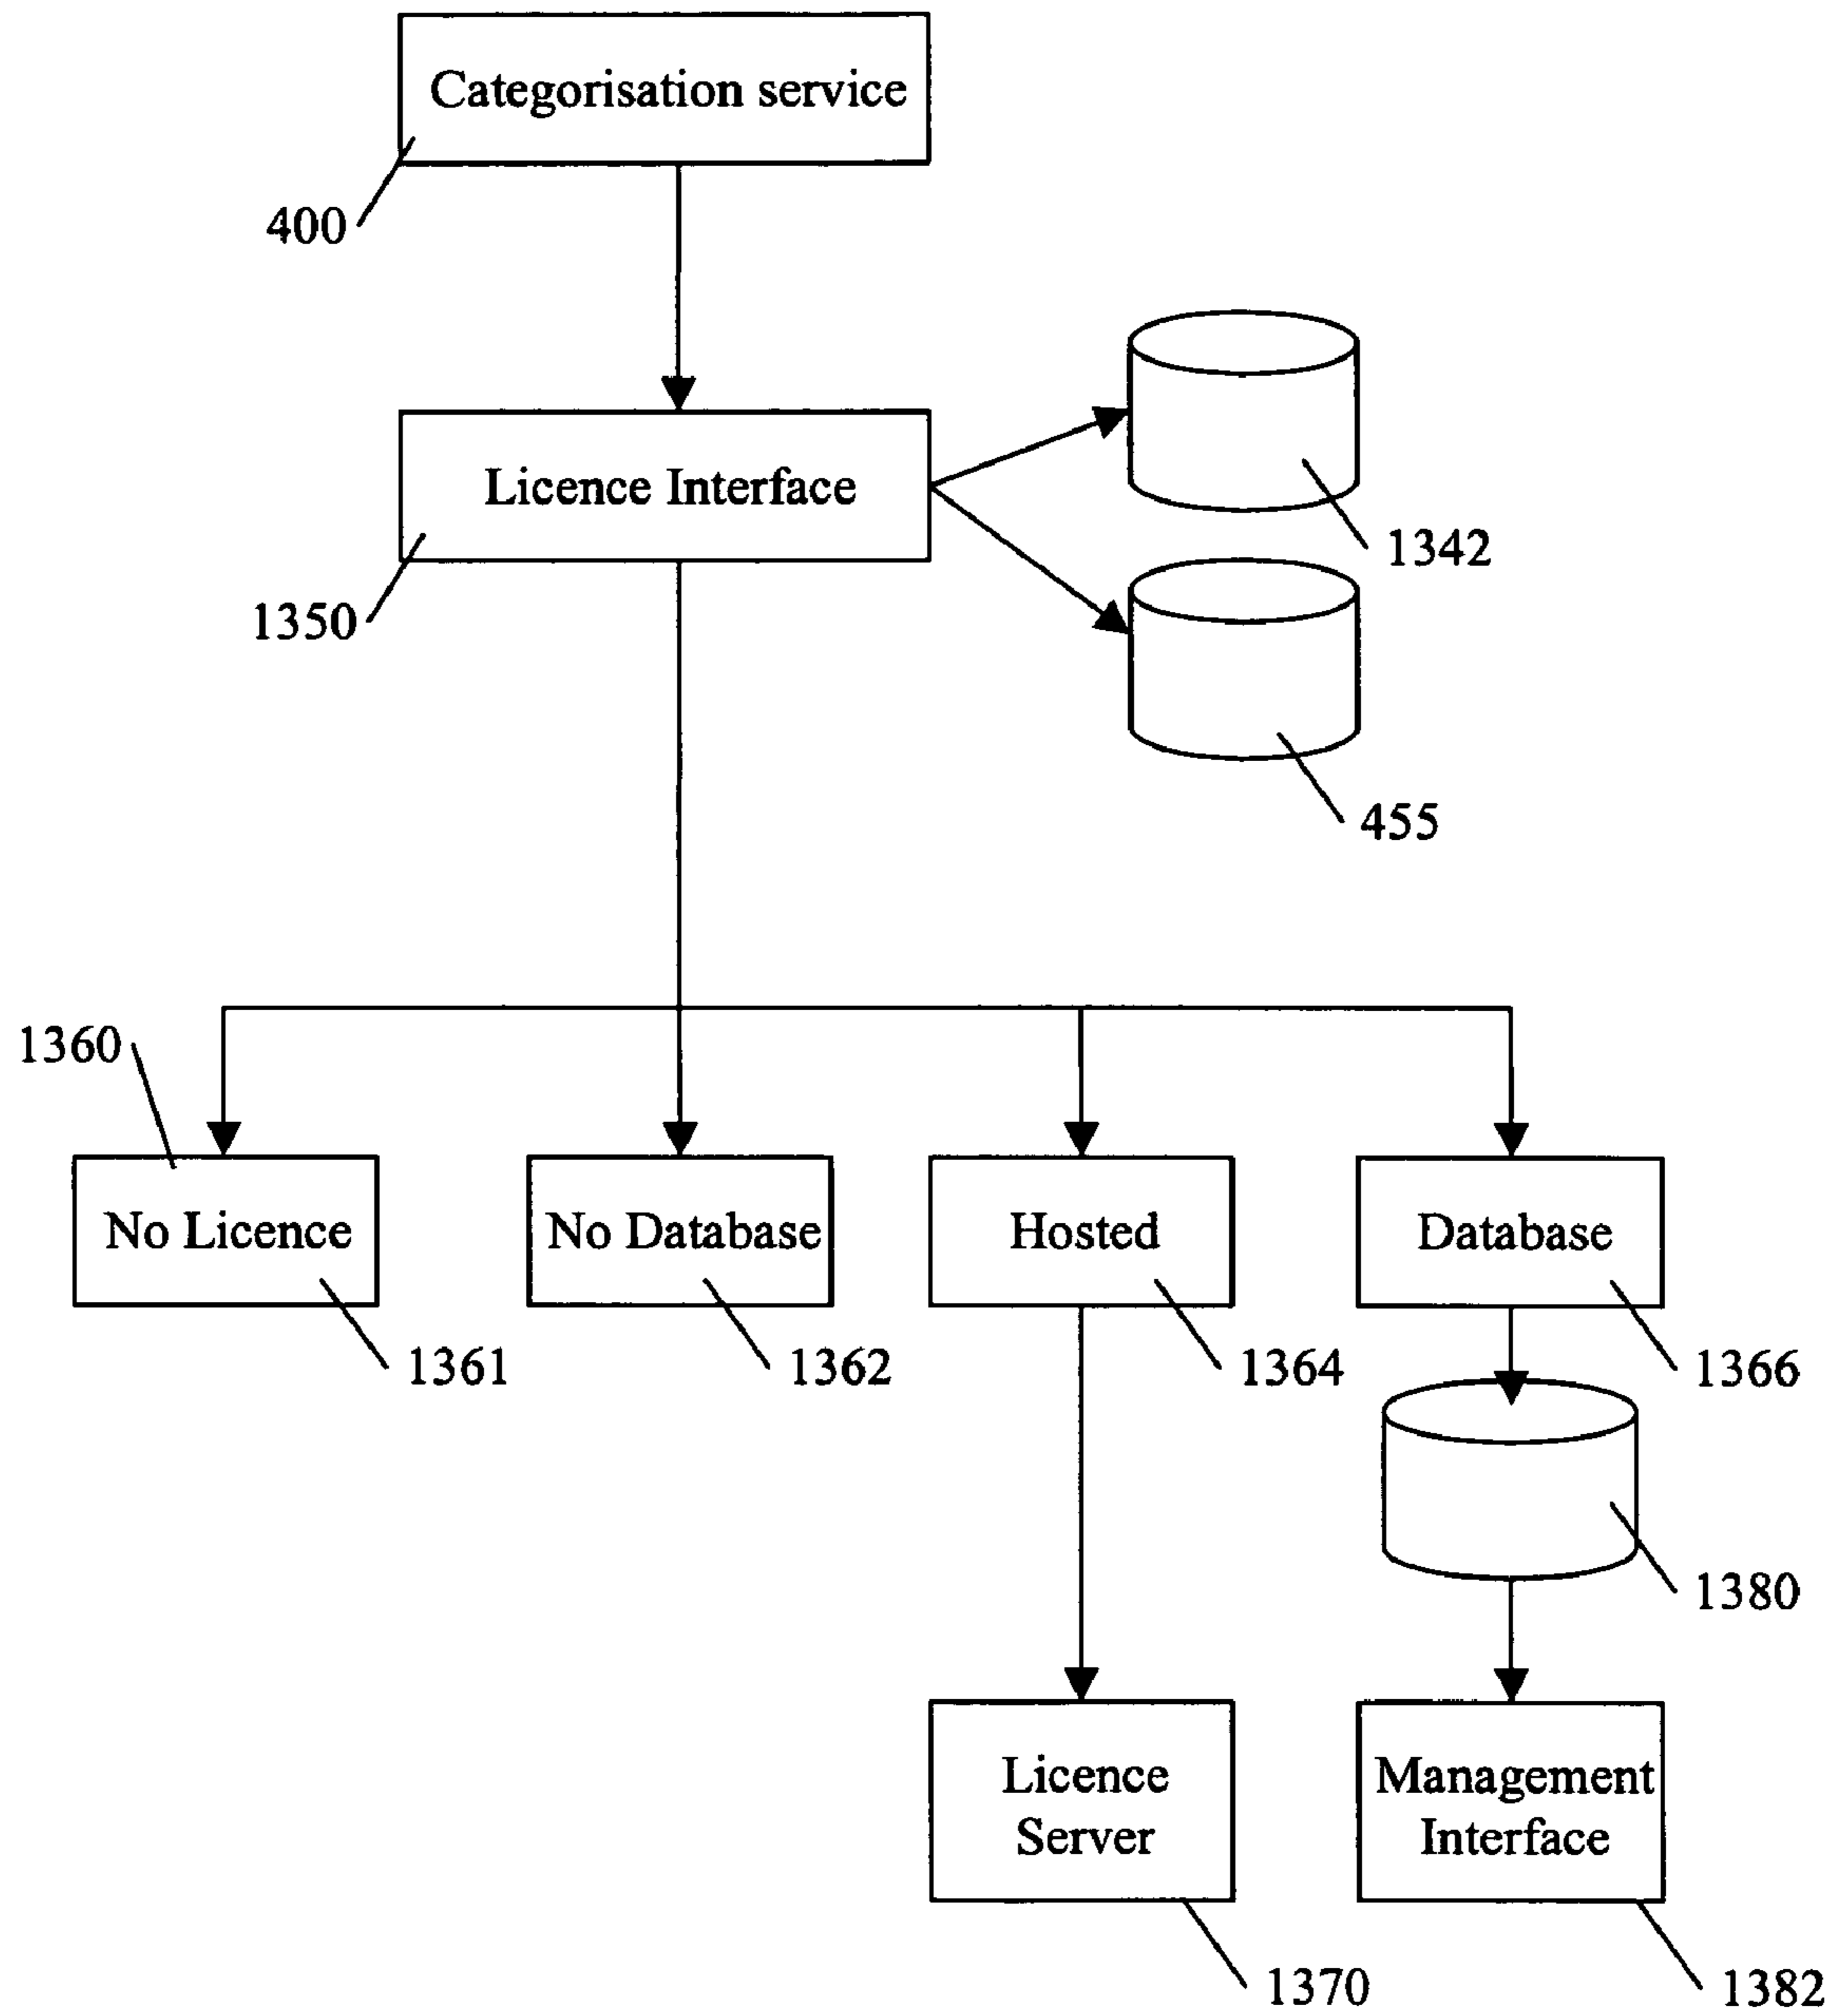 Categorisation service
400
Licence Interface
1342
1350
455
1360
No Licence
No Database
Hosted
Database
1361
1362
1364
1366
1380
Licence
Server
Management
Interface
1370
1382